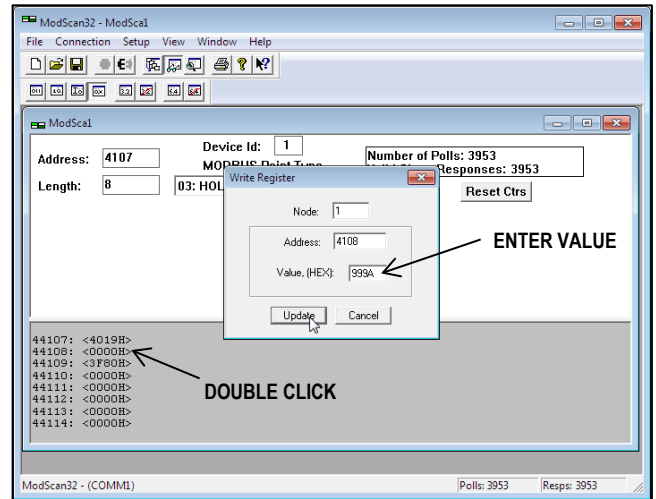 ModScan32 - ModSca1
File Connection Setup View Window Help
ModSca1
Address: 4107
Device Id: 1
MODBUS Point Type
Number of Polls: 3953
Responses: 3953
Length: 8
03: HOL
Reset Ctrs
Write Register
Node: 1
Address: 4108
Value, (HEX): 999A
ENTER VALUE
Update Cancel
44107: <4019H>
44108: <0000H>
44109: <3F80H>
44110: <0000H>
44111: <0000H>
44112: <0000H>
44113: <0000H>
44114: <0000H>
DOUBLE CLICK
ModScan32 - (COMM1)
Polls: 3953
Resps: 3953